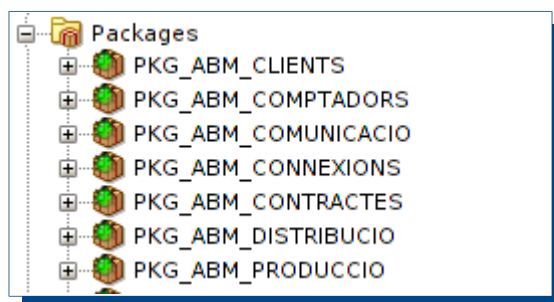 Packages
PKG_ABM_CLIENTS
PKG_ABM_COMPTADORS
PKG_ABM_COMUNICACIO
PKG_ABM_CONNEXIONS
PKG_ABM_CONTRACTES
PKG_ABM_DISTRIBUCIO
PKG_ABM_PRODUCCIO